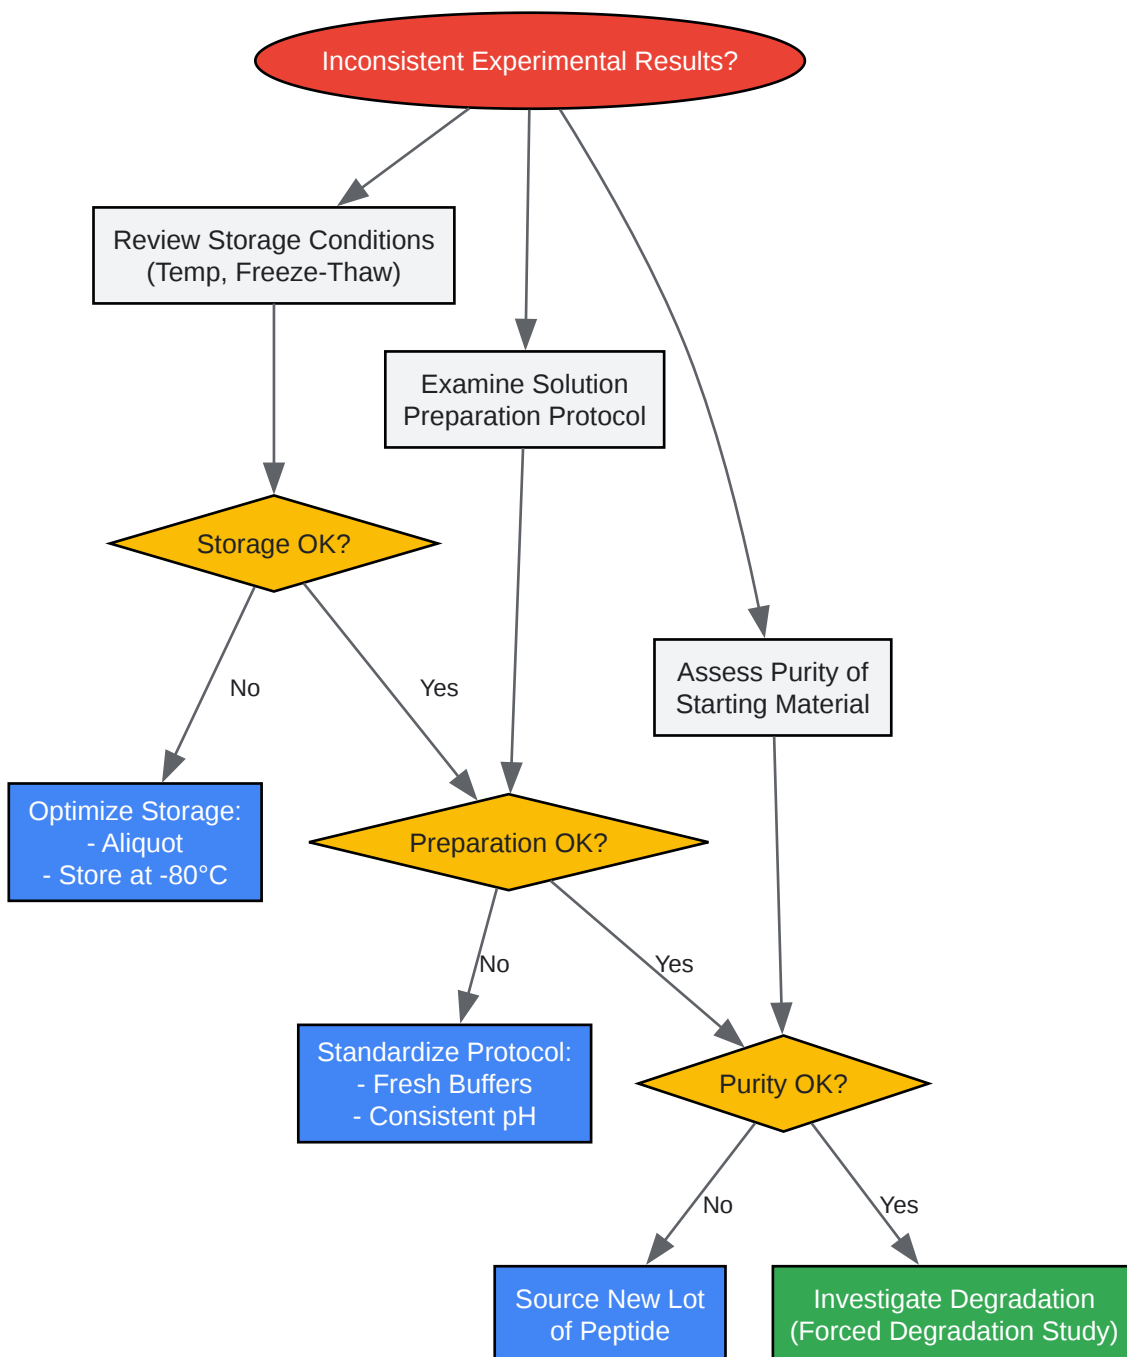 Inconsistent Experimental Results?
Review Storage Conditions
(Temp, Freeze-Thaw)
Examine Solution
Preparation Protocol
Storage OK?
Assess Purity of
Starting Material
No
Yes
Optimize Storage:
- Aliquot
- Store at -80°C
Preparation OK?
No
Yes
Standardize Protocol:
- Fresh Buffers
- Consistent pH
Purity OK?
No
Yes
Source New Lot
of Peptide
Investigate Degradation
(Forced Degradation Study)